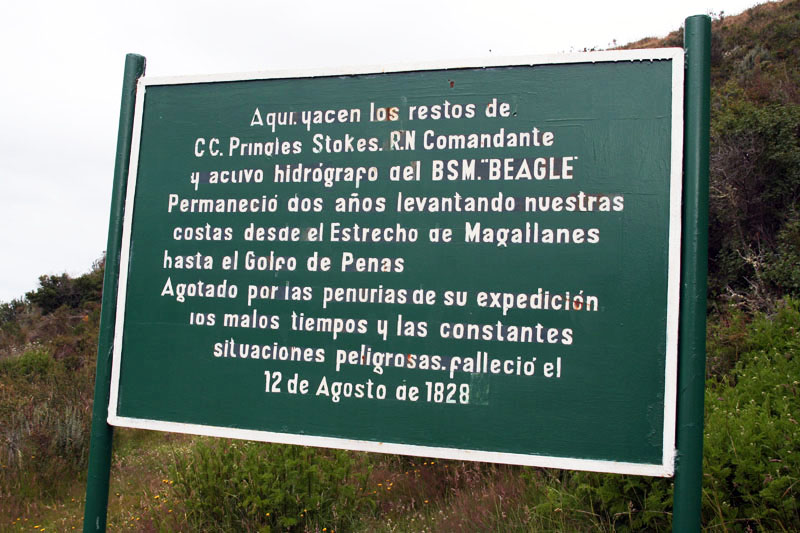 Aqui.yacen los restos de.
C C. Pringles Stokes. R.N Comandante
y activo hidrógrafo del BSM."BEAGLE"
Permaneció dos años levantando nuestras
costas desde el Estrecho de Magallanes
hasta el Golfo de Penas
Agotado por las penurias de su expedición
los malos tiempos y las constantes
situaciones peligrosas.falleció el
12 de Agosto de 1828